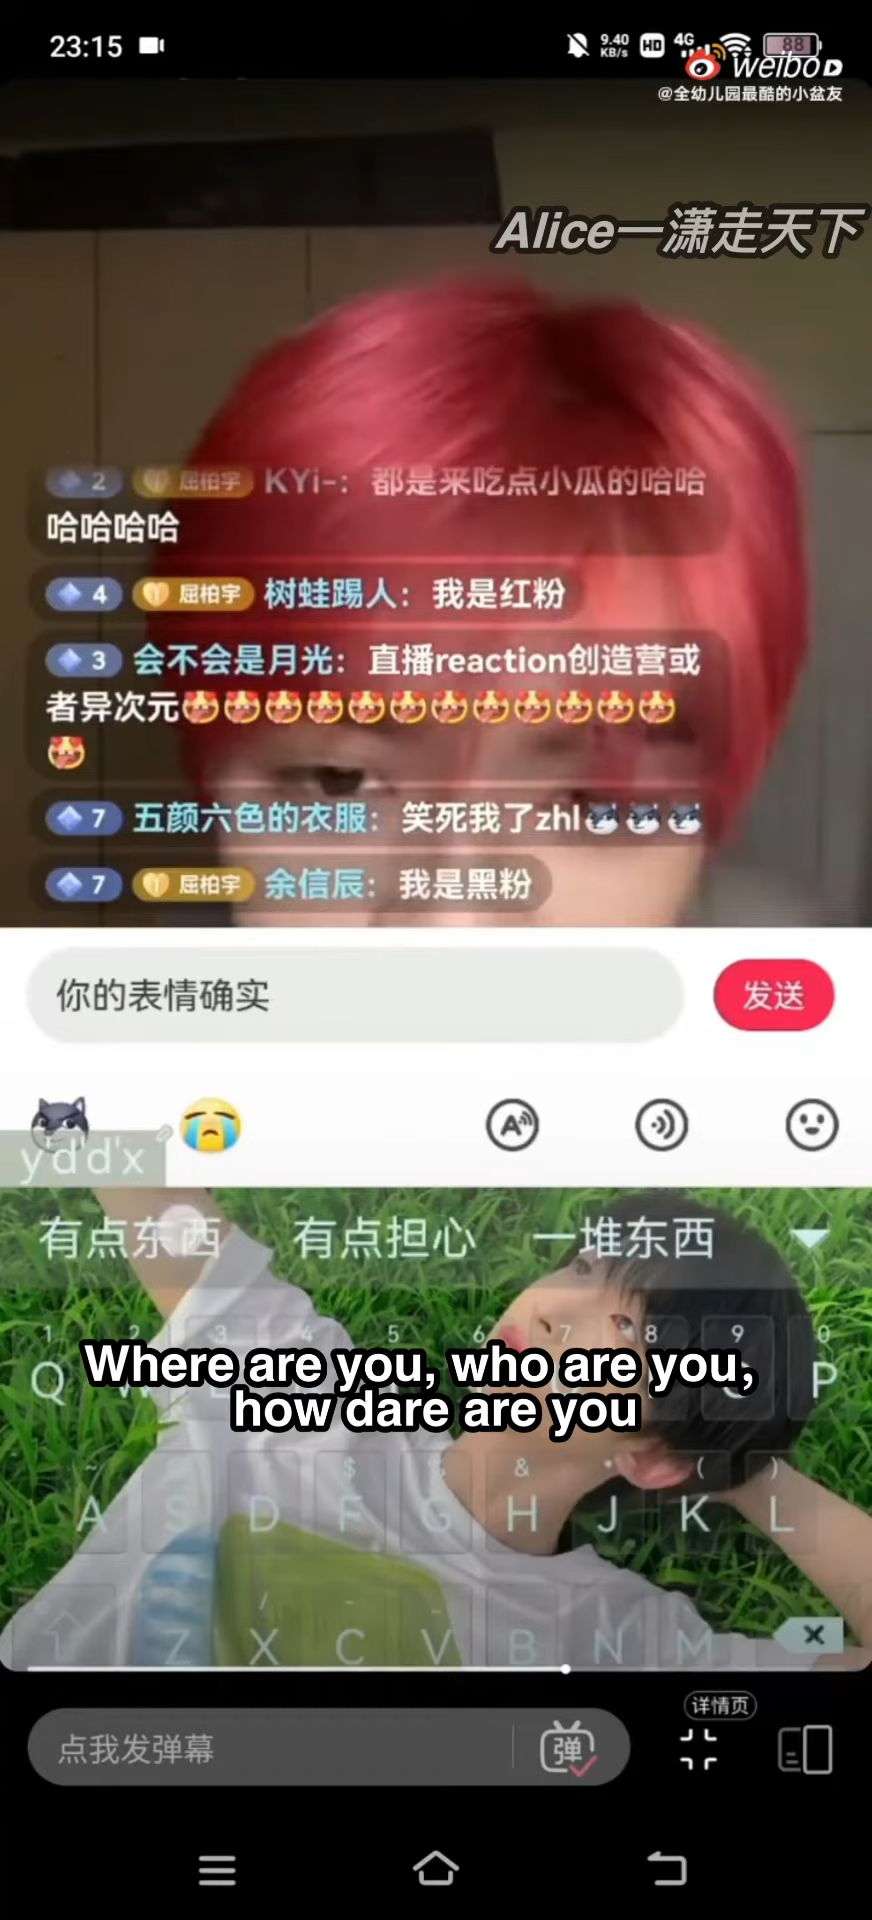 23:15
9.40
KB/s
HD
4G
88
weibo
@全幼儿园最酷的小盆友
Alice一潇走天下
2 屈柏宇 KYi-：都是来吃点小瓜的哈哈
哈哈哈哈
4 屈柏宇 树蛙踢人：我是红粉
3 会不会是月光：直播reaction创造营或
者异次元
7 五颜六色的衣服：笑死我了zhl
7 屈柏宇 余信辰：我是黑粉
你的表情确实
发送
A
y'd'd'x
有点东西 有点担心 一堆东西
1 2 3 4 5 6 7 8 9 0
Q P
Where are you, who are you,
how dare are you
~ $ & * ( )
A S D F G H J K L
/ - _
Z X C V B N M
详情页
点我发弹幕
弹